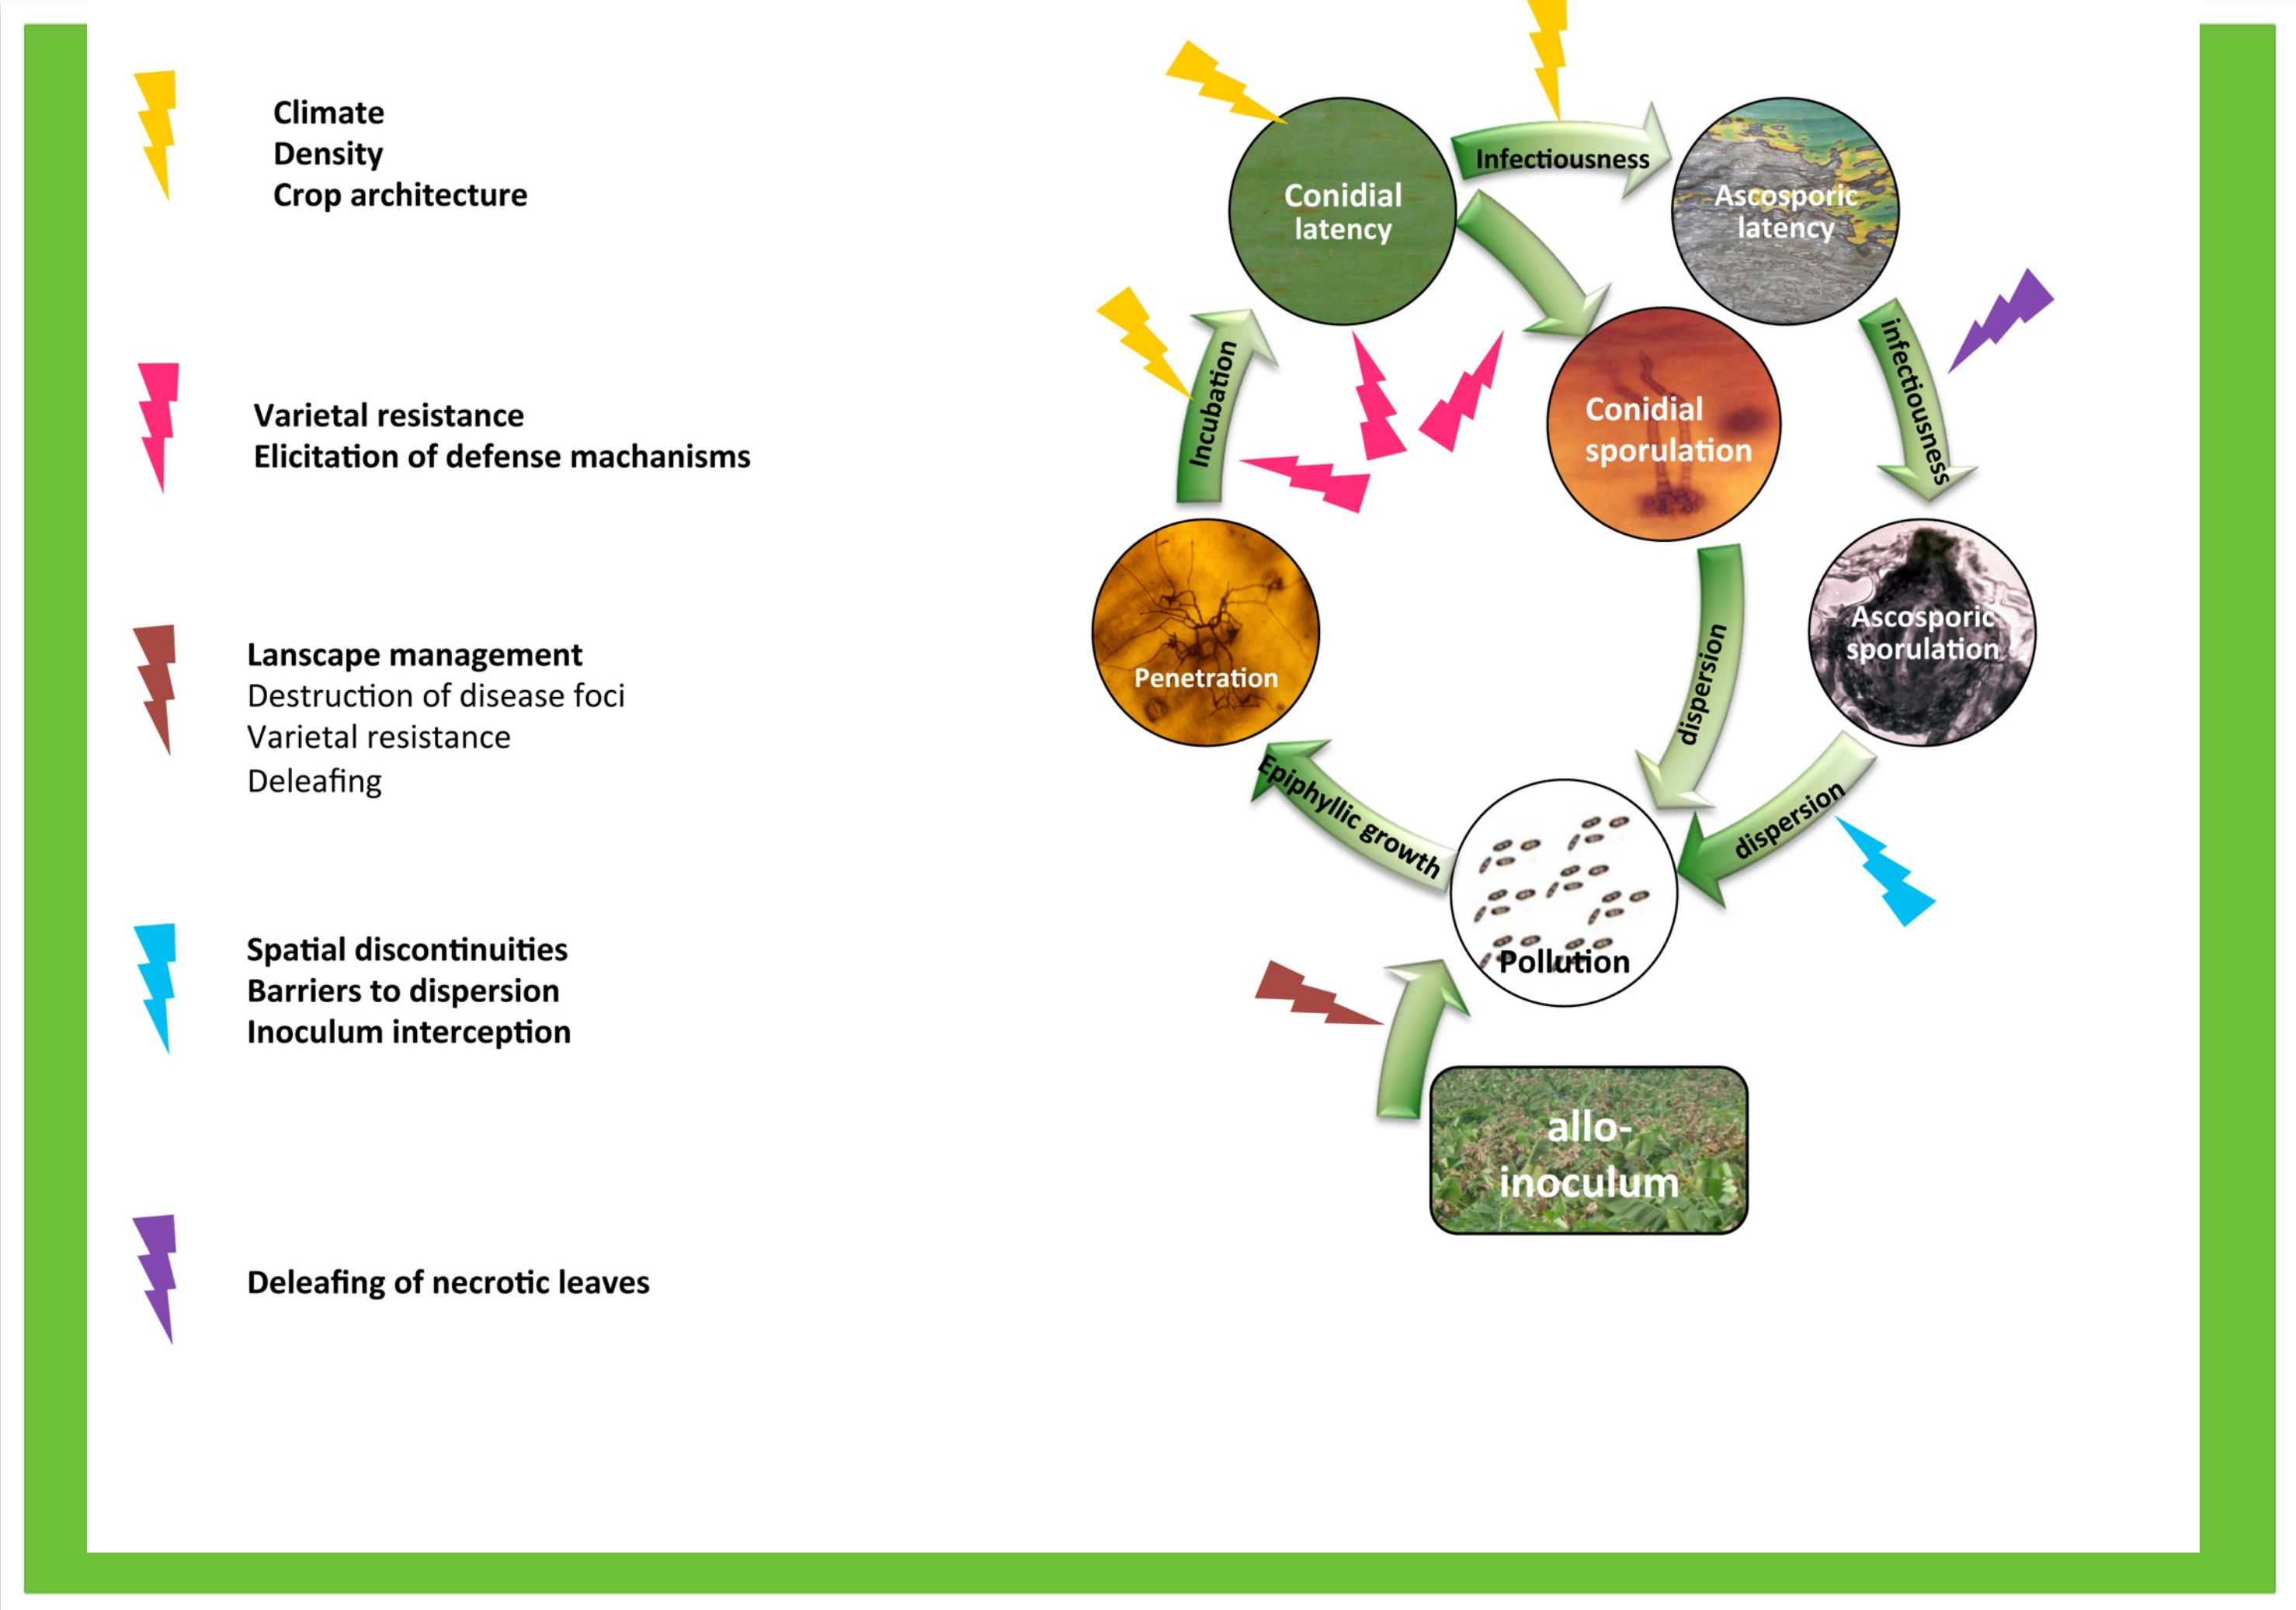 Climate
Density
Crop architecture
Varietal resistance
Elicitation of defense machanisms
Lanscape management
Destruction of disease foci
Varietal resistance
Deleafing
Spatial discontinuities
Barriers to dispersion
Inoculum interception
Deleafing of necrotic leaves
Conidial
latency
Infectiousness
Ascosporic
latency
Incubation
Conidial
sporulation
infectiousness
Penetration
dispersion
Ascosporic
sporulation
Epiphyllic growth
dispersion
Pollution
allo-
inoculum